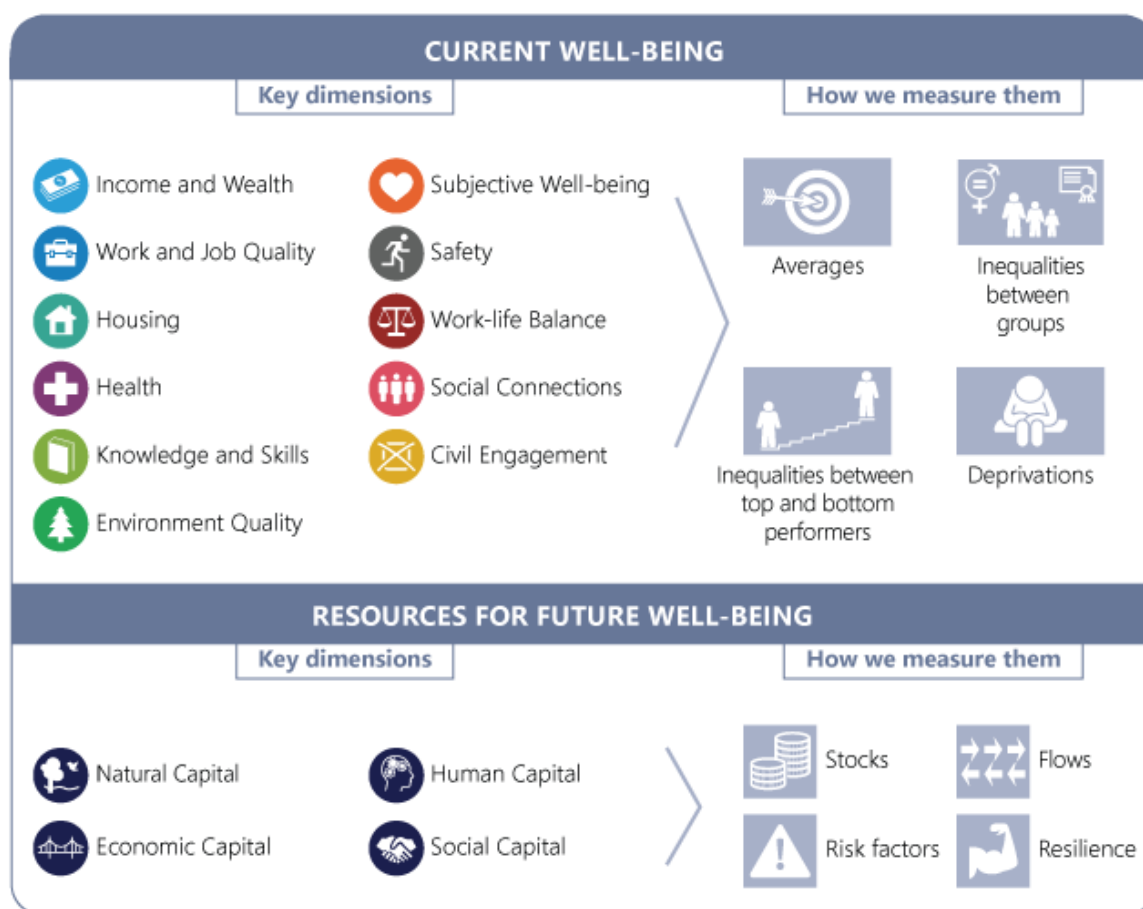 CURRENT WELL-BEING
Key dimensions
How we measure them
Income and Wealth
Work and Job Quality
Housing
Health
Knowledge and Skills
Environment Quality
Subjective Well-being
Safety
Work-life Balance
Social Connections
Civil Engagement
Averages
Inequalities
between
groups
Inequalities between
top and bottom
performers
Deprivations
RESOURCES FOR FUTURE WELL-BEING
Key dimensions
How we measure them
Natural Capital
Economic Capital
Human Capital
Social Capital
Stocks
Flows
Risk factors
Resilience